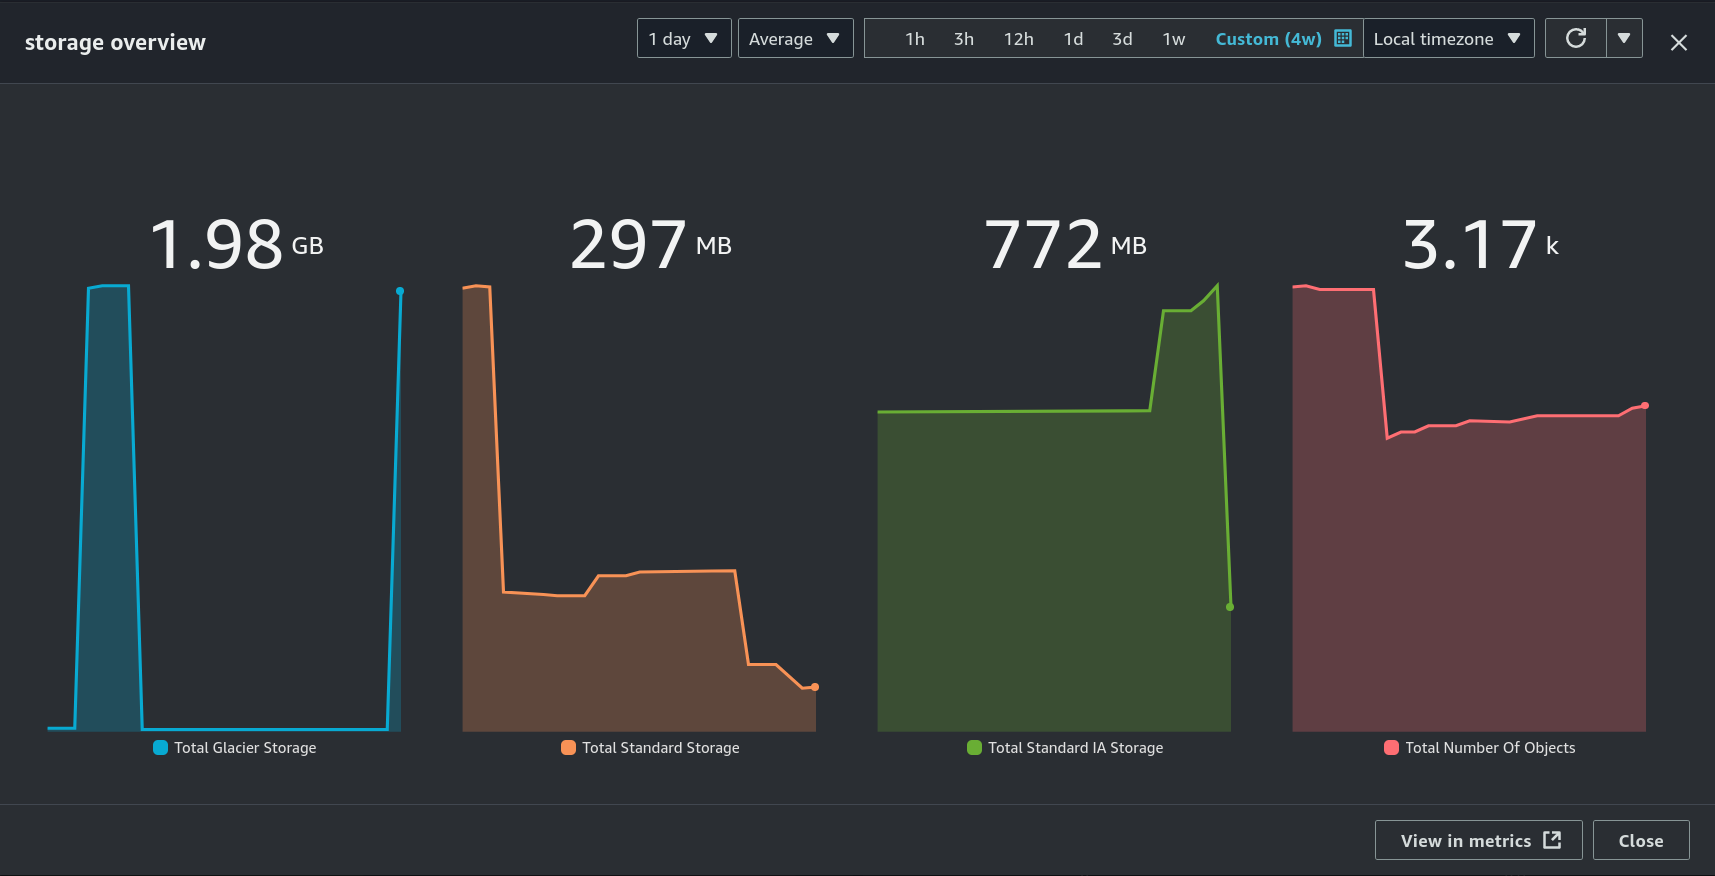 storage overview
1 day
Average
1h 3h 12h 1d 3d 1w Custom (4w)
Local timezone
1.98 GB
297 MB
772 MB
3.17 k
Total Glacier Storage
Total Standard Storage
Total Standard IA Storage
Total Number Of Objects
View in metrics
Close